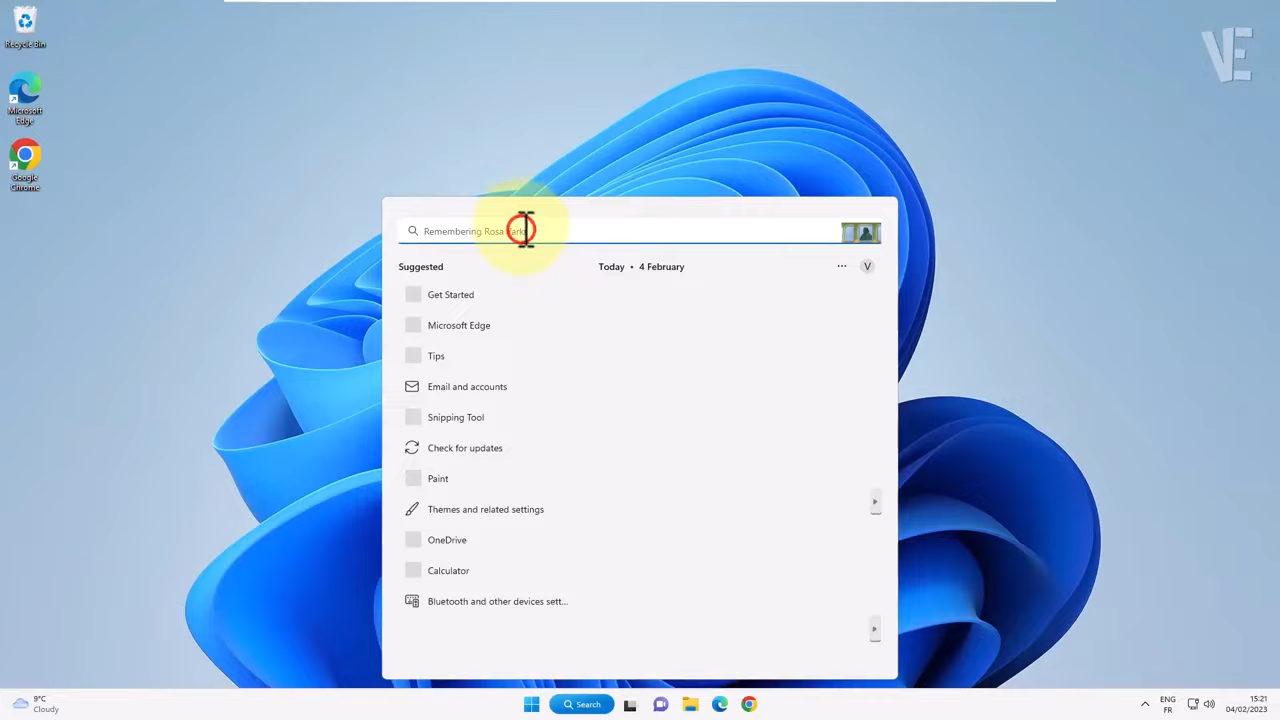 Recycle Bin
Microsoft
Edge
Google
Chrome
VE
Remembering Rosa Parks
Suggested
Today • 4 February
V
Get Started
Microsoft Edge
Tips
Email and accounts
Snipping Tool
Check for updates
Paint
Themes and related settings
OneDrive
Calculator
Bluetooth and other devices sett...
9°C
Cloudy
Search
ENG
FR
15:21
04/02/2023